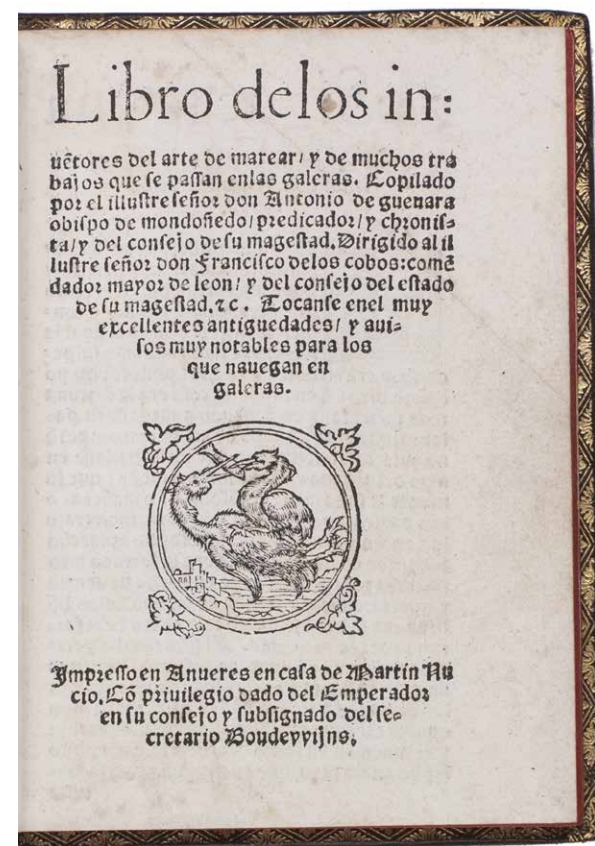 Libro delos in:
uẽtores del arte de marear/ y de muchos tra
bajos que ſe paſſan enlas galeras. Copilado
por el illuſtre ſeñor don Antonio de gueuara
obiſpo de mondoñedo/predicador/y chroniſ=
ta/y del conſejo de ſu mageſtad.Dirigido al il
luſtre ſeñor don Franciſco delos cobos:comẽ
dador mayor de leon/ y del conſejo del eſtado
de ſu mageſtad.⁊c. Tocanſe enel muy
excellentes antiguedades/ y aui=
ſos muy notables para los
que nauegan en
galeras.
Impreſſo en Anueres en caſa de Martin Nu
cio.Cõ priuilegio dado del Emperador
en ſu conſejo y ſubſignado del ſe=
cretario Boudevvijns.